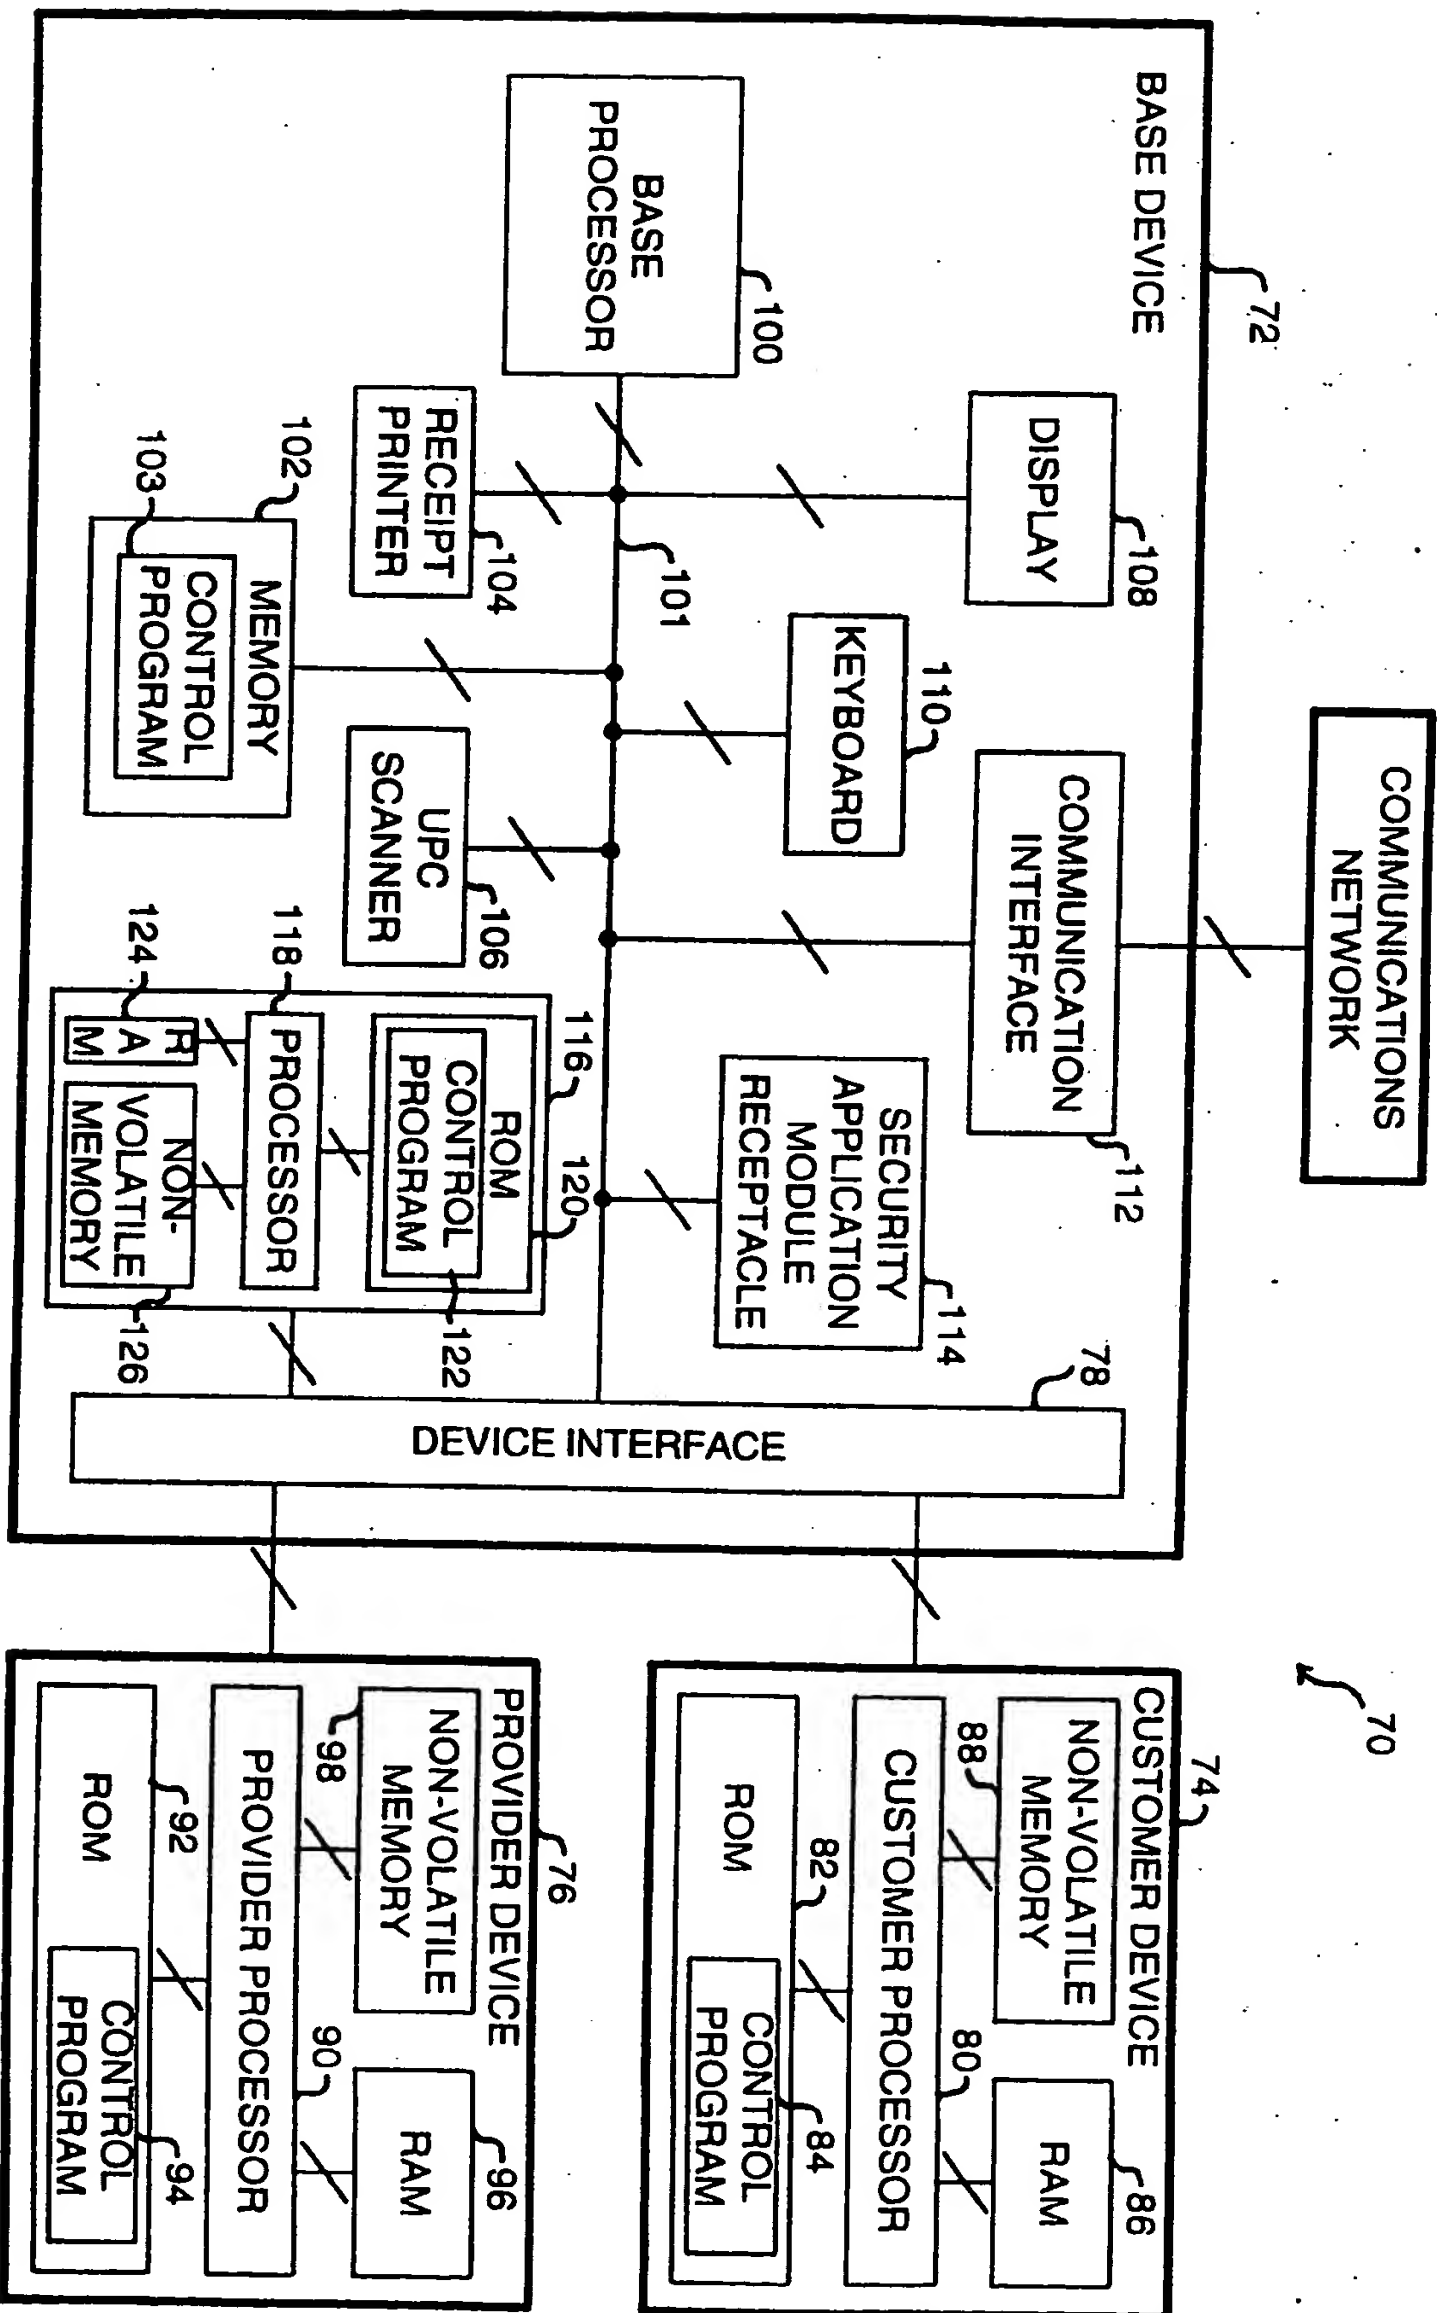 COMMUNICATIONS
NETWORK
70
72
BASE DEVICE
DISPLAY
108
COMMUNICATION
INTERFACE
112
KEYBOARD
110
SECURITY
APPLICATION
MODULE
RECEPTACLE
114
78
DEVICE INTERFACE
BASE
PROCESSOR
100
101
RECEIPT
PRINTER
104
102
MEMORY
103
CONTROL
PROGRAM
UPC
SCANNER
106
116
ROM
120
CONTROL
PROGRAM
122
118
PROCESSOR
124
R
A
M
NON-
VOLATILE
MEMORY
126
74
CUSTOMER DEVICE
NON-VOLATILE
MEMORY
88
RAM
86
CUSTOMER PROCESSOR
80
82
ROM
CONTROL
PROGRAM
84
76
PROVIDER DEVICE
NON-VOLATILE
MEMORY
98
RAM
96
PROVIDER PROCESSOR
90
92
ROM
CONTROL
PROGRAM
94